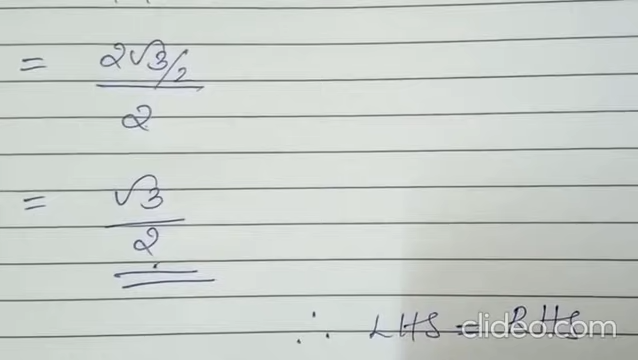 = 2√3/2
2
= √3
2
∴ LHS = RHS
clideo.com